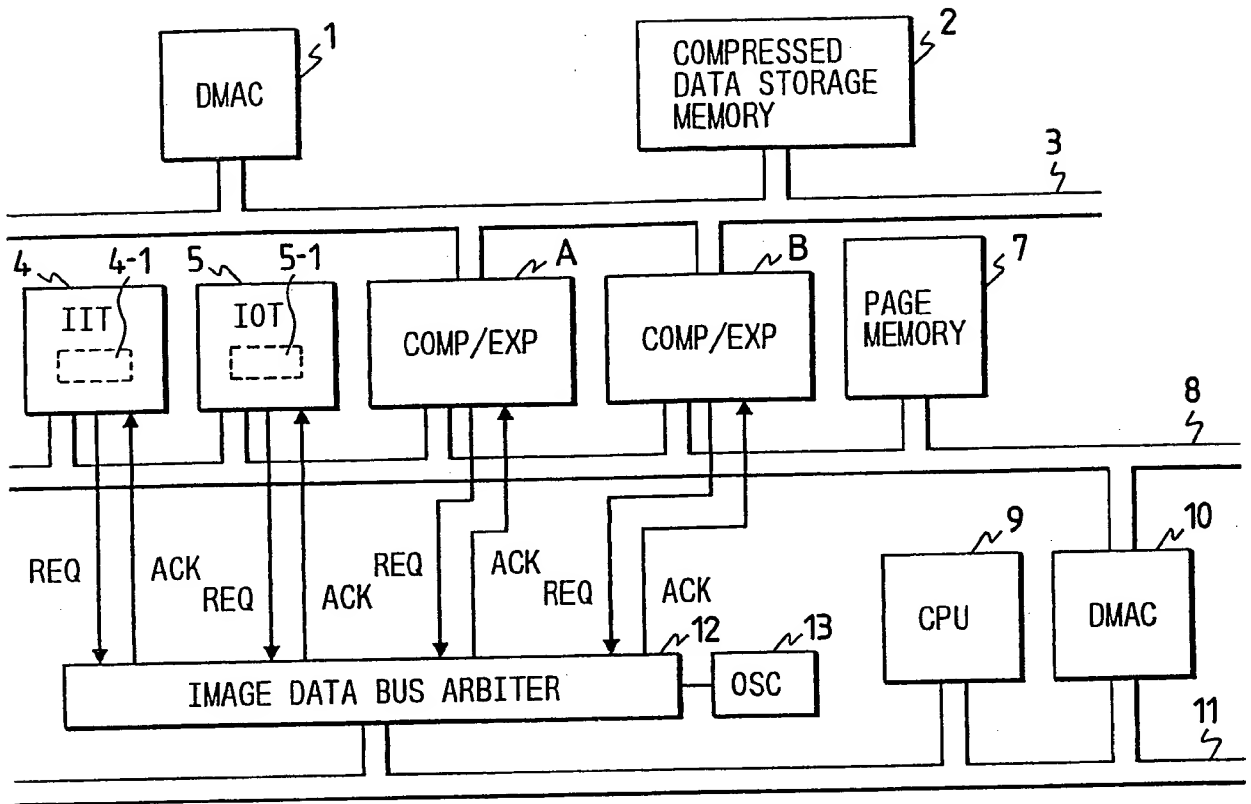 1
DMAC
2
COMPRESSED
DATA STORAGE
MEMORY
3
4
4-1
IIT
5
5-1
IOT
A
COMP/EXP
B
COMP/EXP
7
PAGE
MEMORY
8
REQ
ACK
REQ
ACK
REQ
ACK
REQ
ACK
9
CPU
10
DMAC
12
IMAGE DATA BUS ARBITER
13
OSC
11